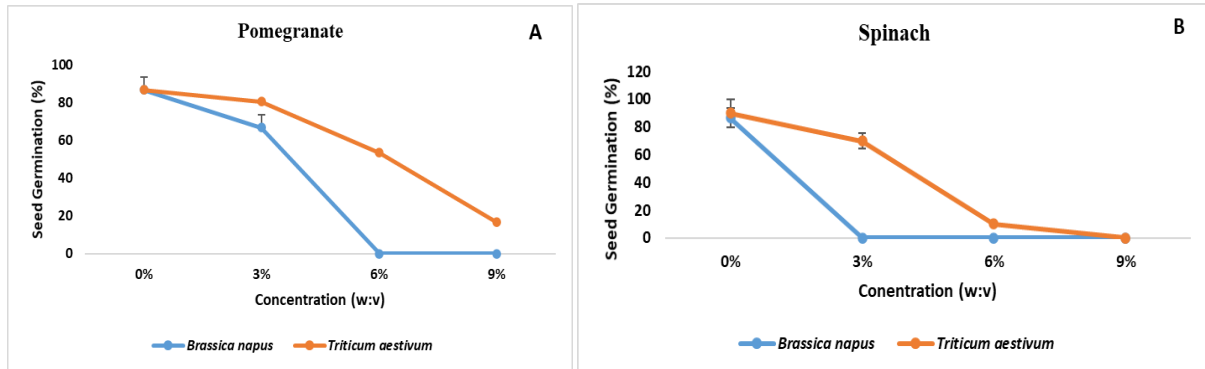 Pomegranate
A
Seed Germination (%)
100
80
60
40
20
0
0% 3% 6% 9%
Concentration (w:v)
Brassica napus Triticum aestivum
Spinach
B
Seed Germination (%)
120
100
80
60
40
20
0
0% 3% 6% 9%
Conentration (w:v)
Brassica napus Triticum aestivum